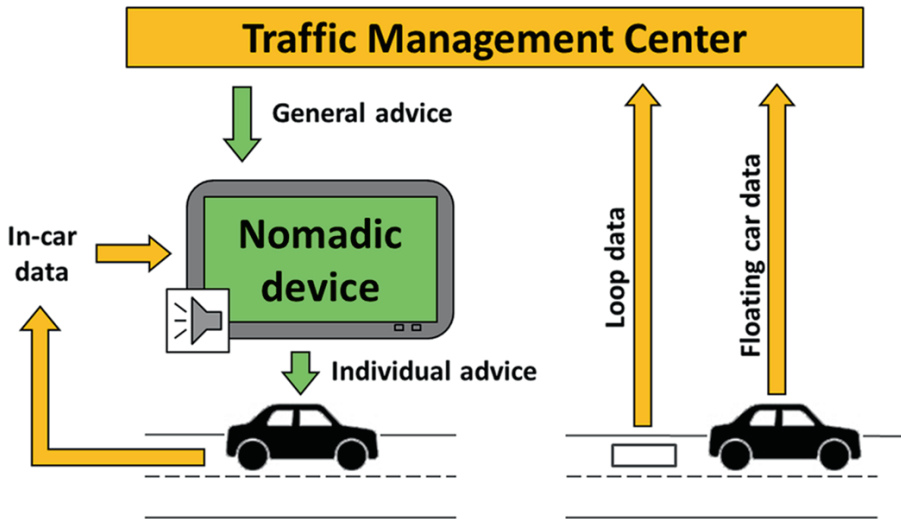 Traffic Management Center
General advice
In-car
data
Nomadic
device
Individual advice
Loop data
Floating car data